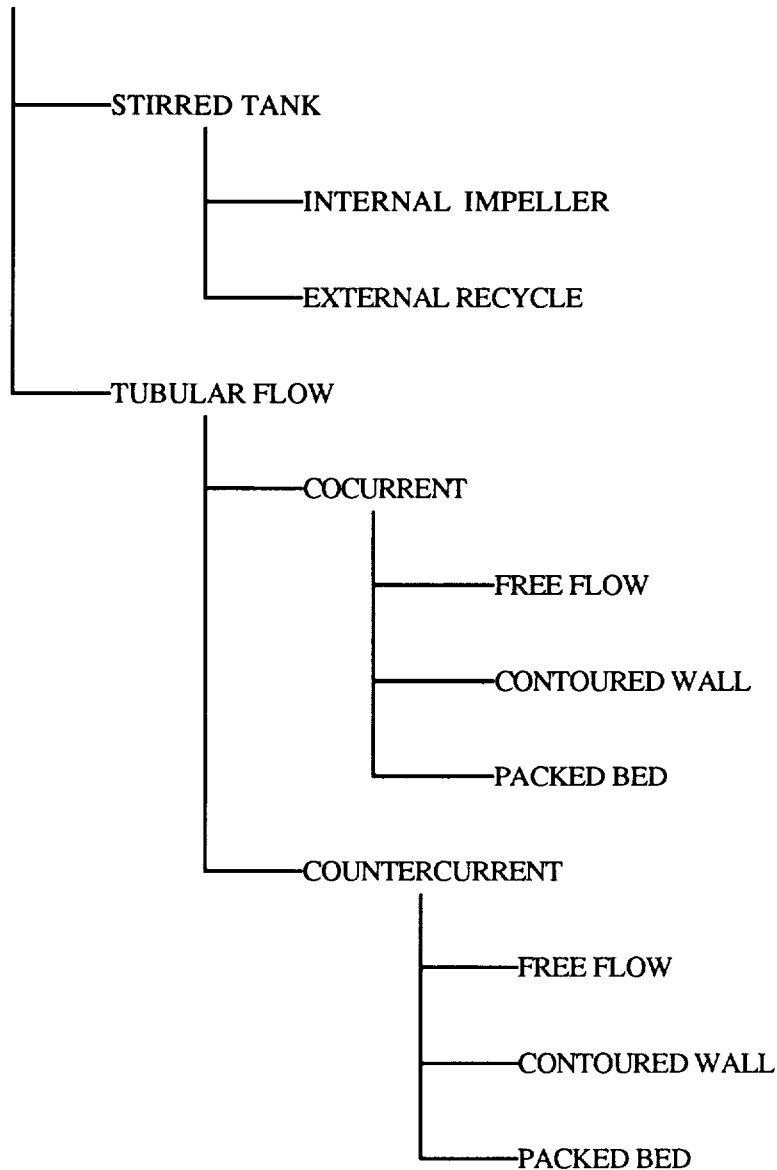 STIRRED TANK
INTERNAL IMPELLER
EXTERNAL RECYCLE
TUBULAR FLOW
COCURRENT
FREE FLOW
CONTOURED WALL
PACKED BED
COUNTERCURRENT
FREE FLOW
CONTOURED WALL
PACKED BED